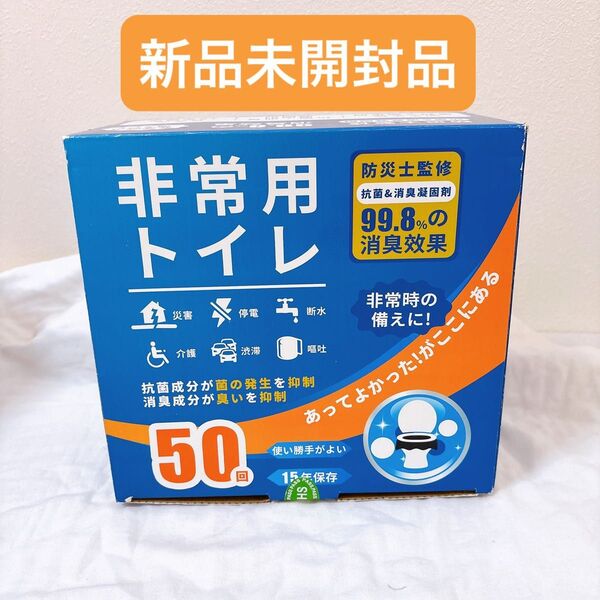 新品未開封品
非常用
トイレ
防災士監修
抗菌&消臭凝固剤
99.8%の
消臭効果
災害
停電
断水
介護
渋滞
嘔吐
非常時の
備えに!
あってよかった!がここにある
抗菌成分が菌の発生を抑制
消臭成分が臭いを抑制
50回
使い勝手がよい
15年保存
HS